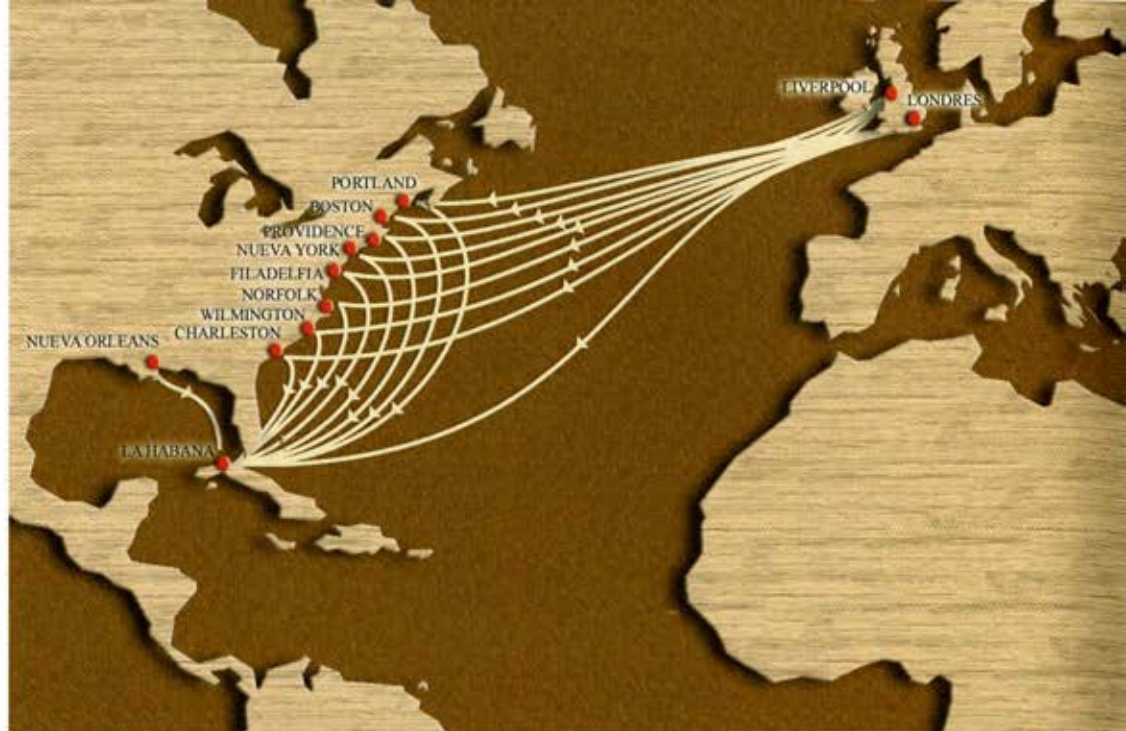 LIVERPOOL
LONDRES
PORTLAND
BOSTON
PROVIDENCE
NUEVA YORK
FILADELFIA
NORFOLK
WILMINGTON
CHARLESTON
NUEVA ORLEANS
LA HABANA